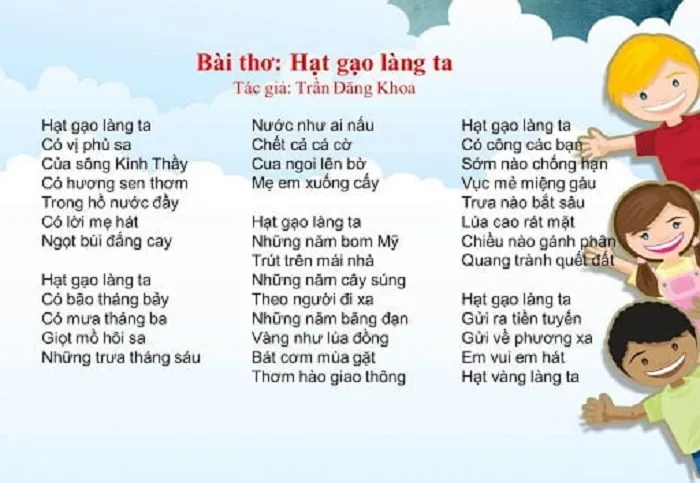 Bài thơ: Hạt gạo làng ta
Tác giả: Trần Đăng Khoa
Hạt gạo làng ta
Có vị phù sa
Của sông Kinh Thầy
Có hương sen thơm
Trong hồ nước đầy
Có lời mẹ hát
Ngọt bùi đắng cay
Hạt gạo làng ta
Có bão tháng bảy
Có mưa tháng ba
Giọt mồ hôi sa
Những trưa tháng sáu
Nước như ai nấu
Chết cả cá cờ
Cua ngoi lên bờ
Mẹ em xuống cấy
Hạt gạo làng ta
Những năm bom Mỹ
Trút trên mái nhà
Những năm cây súng
Theo người đi xa
Những năm băng đạn
Vàng như lúa đồng
Bát cơm mùa gặt
Thơm hào giao thông
Hạt gạo làng ta
Có công các bạn
Sớm nào chống hạn
Vục mẻ miệng gàu
Trưa nào bắt sâu
Lúa cao rát mặt
Chiều nào gánh phân
Quang trành quết đất
Hạt gạo làng ta
Gửi ra tiền tuyến
Gửi về phương xa
Em vui em hát
Hạt vàng làng ta